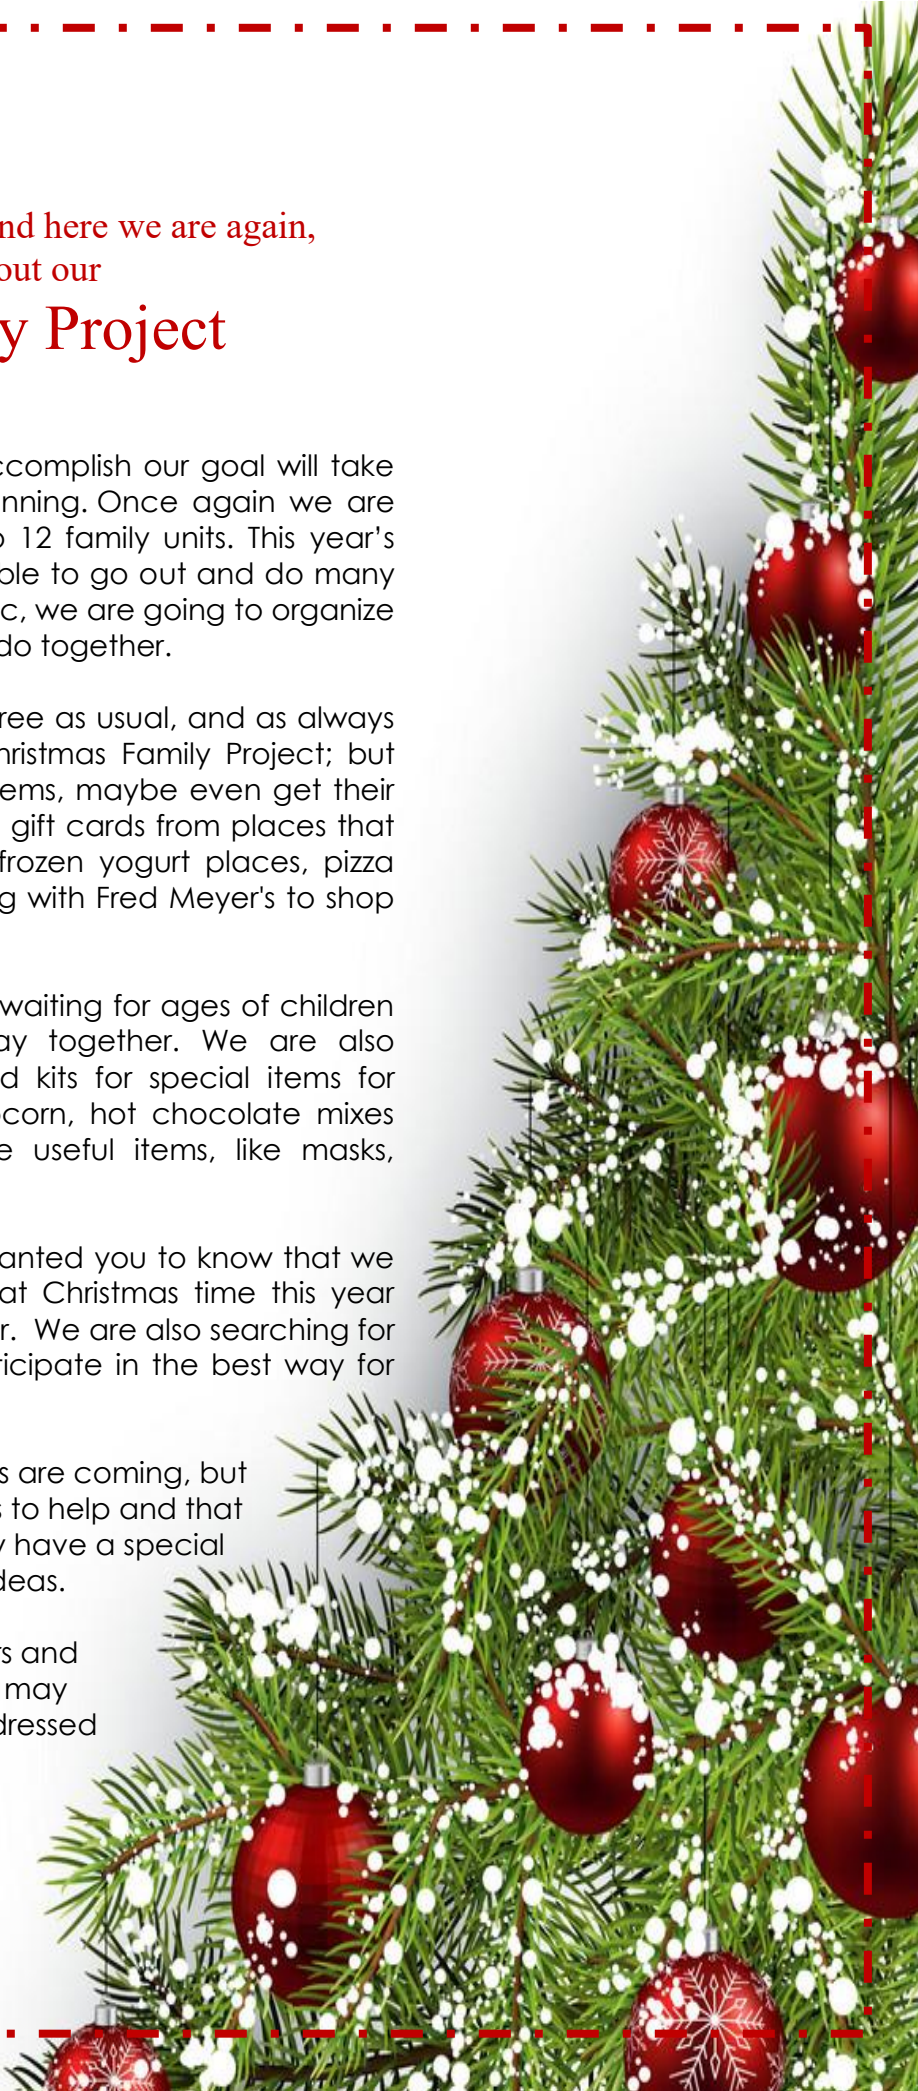 nd here we are again,
out our
y Project
ccomplish our goal will take
nning. Once again we are
o 12 family units. This year's
ble to go out and do many
c, we are going to organize
do together.
ree as usual, and as always
hristmas Family Project; but
ems, maybe even get their
gift cards from places that
frozen yogurt places, pizza
g with Fred Meyer's to shop
waiting for ages of children
ay together. We are also
d kits for special items for
ocorn, hot chocolate mixes
e useful items, like masks,
anted you to know that we
at Christmas time this year
r. We are also searching for
ticipate in the best way for
s are coming, but
s to help and that
y have a special
deas.
rs and
may
dressed